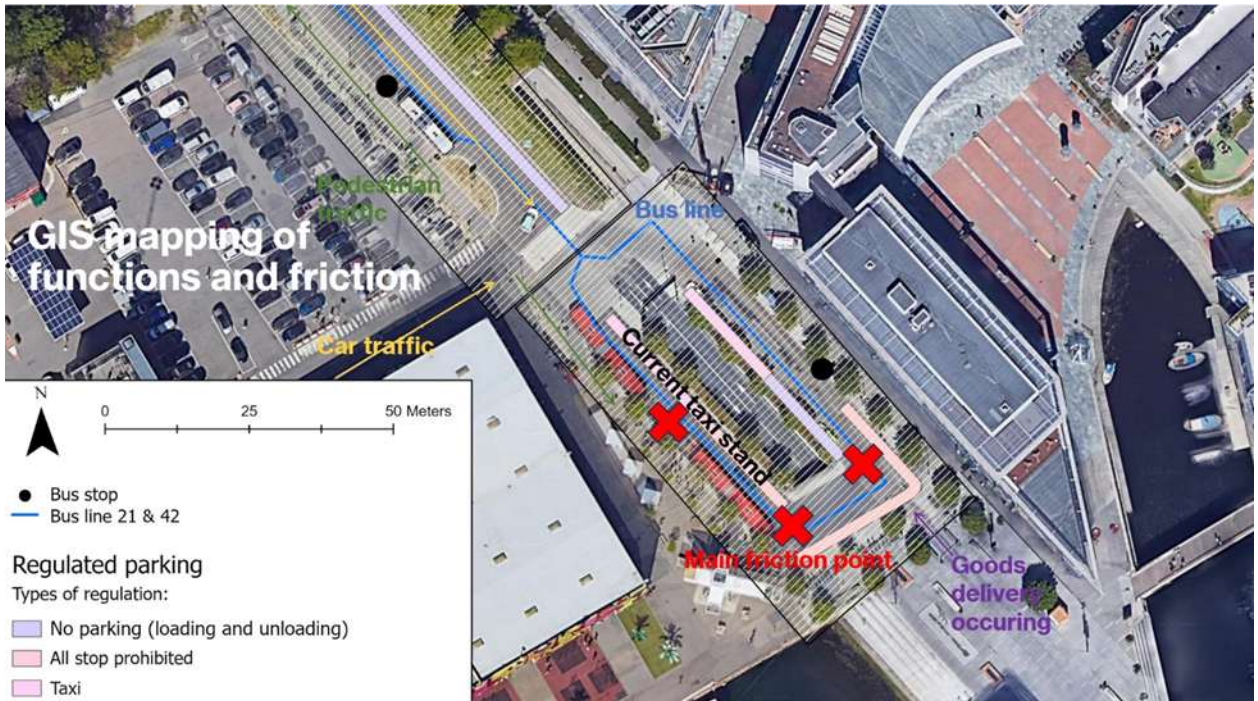 Pedestrian
traffic
Bus line
GIS mapping of
functions and friction
Car traffic
Current taxi stand
Main friction point
Goods
delivery
occuring
N
0 25 50 Meters
Bus stop
Bus line 21 & 42
Regulated parking
Types of regulation:
No parking (loading and unloading)
All stop prohibited
Taxi